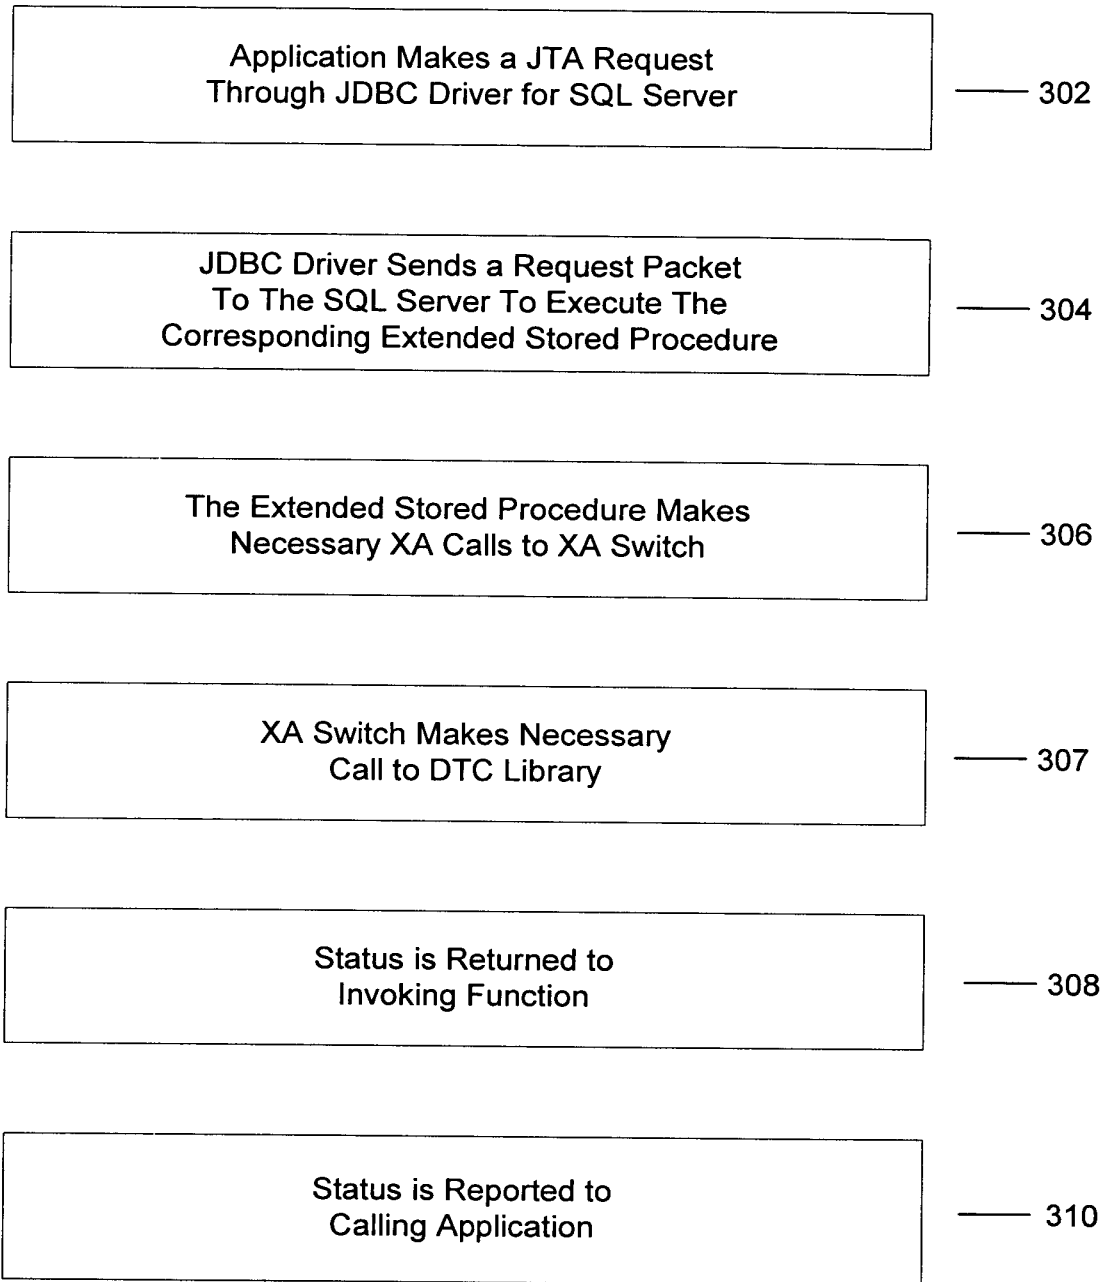 Application Makes a JTA Request
Through JDBC Driver for SQL Server
302
JDBC Driver Sends a Request Packet
To The SQL Server To Execute The
Corresponding Extended Stored Procedure
304
The Extended Stored Procedure Makes
Necessary XA Calls to XA Switch
306
XA Switch Makes Necessary
Call to DTC Library
307
Status is Returned to
Invoking Function
308
Status is Reported to
Calling Application
310